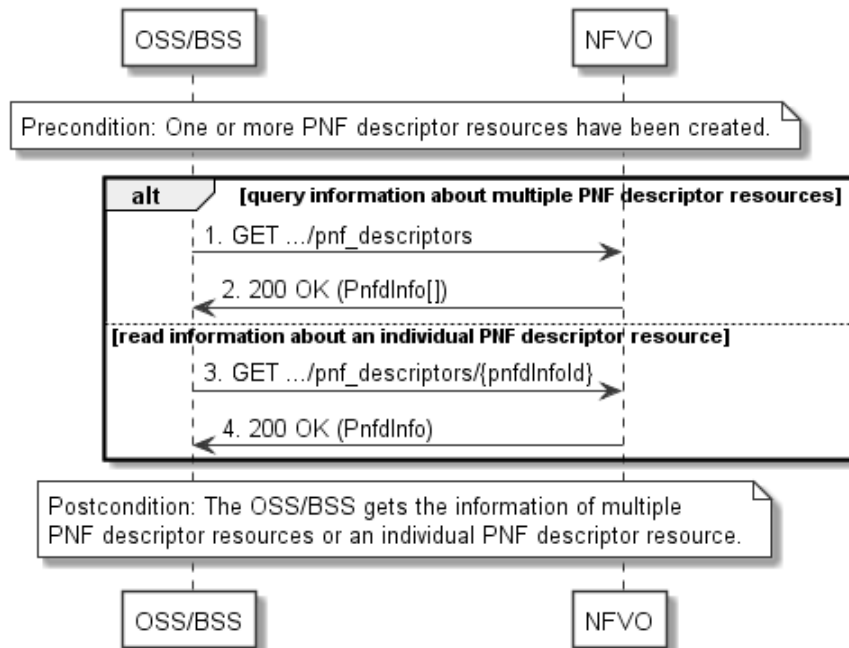 OSS/BSS
NFVO
Precondition: One or more PNF descriptor resources have been created.
alt
[query information about multiple PNF descriptor resources]
1. GET .../pnf_descriptors
2. 200 OK (PnfdInfo[])
[read information about an individual PNF descriptor resource]
3. GET .../pnf_descriptors/{pnfdInfoId}
4. 200 OK (PnfdInfo)
Postcondition: The OSS/BSS gets the information of multiple
PNF descriptor resources or an individual PNF descriptor resource.
OSS/BSS
NFVO